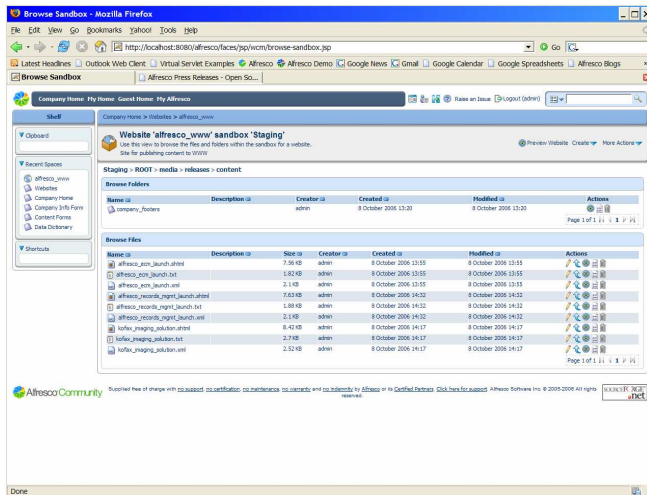 Browse Sandbox - Mozilla Firefox
File Edit View Go Bookmarks Yahoo! Tools Help
http://localhost:8080/alfresco/faces/jsp/wcm/browse-sandbox.jsp Go
Latest Headlines Outlook Web Client Virtual Servlet Examples Alfresco Alfresco Demo Google News Gmail Google Calendar Google Spreadsheets Alfresco Blogs
Browse Sandbox Alfresco Press Releases - Open So...
Company Home My Home Guest Home My Alfresco Raise an Issue Logout (admin)
Shelf
Company Home > Websites > alfresco_www
Clipboard
Website 'alfresco_www' sandbox 'Staging'
Use this view to browse the files and folders within the sandbox for a website.
Site for publishing content to WWW
Preview Website Create More Actions
Recent Spaces
alfresco_www
Websites
Company Home
Company Info Form
Content Forms
Data Dictionary
Shortcuts
Staging > ROOT > media > releases > content
Browse Folders
Name Description Creator Created Modified Actions
company_footers admin 8 October 2006 13:20 8 October 2006 13:20
Page 1 of 1 1
Browse Files
Name Description Size Creator Created Modified Actions
alfresco_ecm_launch.shtml 7.56 KB admin 8 October 2006 13:55 8 October 2006 13:55
alfresco_ecm_launch.txt 1.82 KB admin 8 October 2006 13:55 8 October 2006 13:55
alfresco_ecm_launch.xml 2.1 KB admin 8 October 2006 13:55 8 October 2006 13:55
alfresco_records_mgmt_launch.shtml 7.63 KB admin 8 October 2006 14:32 8 October 2006 14:32
alfresco_records_mgmt_launch.txt 1.88 KB admin 8 October 2006 14:32 8 October 2006 14:32
alfresco_records_mgmt_launch.xml 2.1 KB admin 8 October 2006 14:32 8 October 2006 14:32
kofax_imaging_solution.shtml 8.42 KB admin 8 October 2006 14:17 8 October 2006 14:17
kofax_imaging_solution.txt 2.7 KB admin 8 October 2006 14:17 8 October 2006 14:17
kofax_imaging_solution.xml 2.52 KB admin 8 October 2006 14:17 8 October 2006 14:17
Page 1 of 1 1
Alfresco Community
Supplied free of charge with no support, no certification, no maintenance, no warranty and no indemnity by Alfresco or its Certified Partners. Click here for support. Alfresco Software Inc. © 2005-2006 All rights reserved.
SOURCEFORGE .net
Done